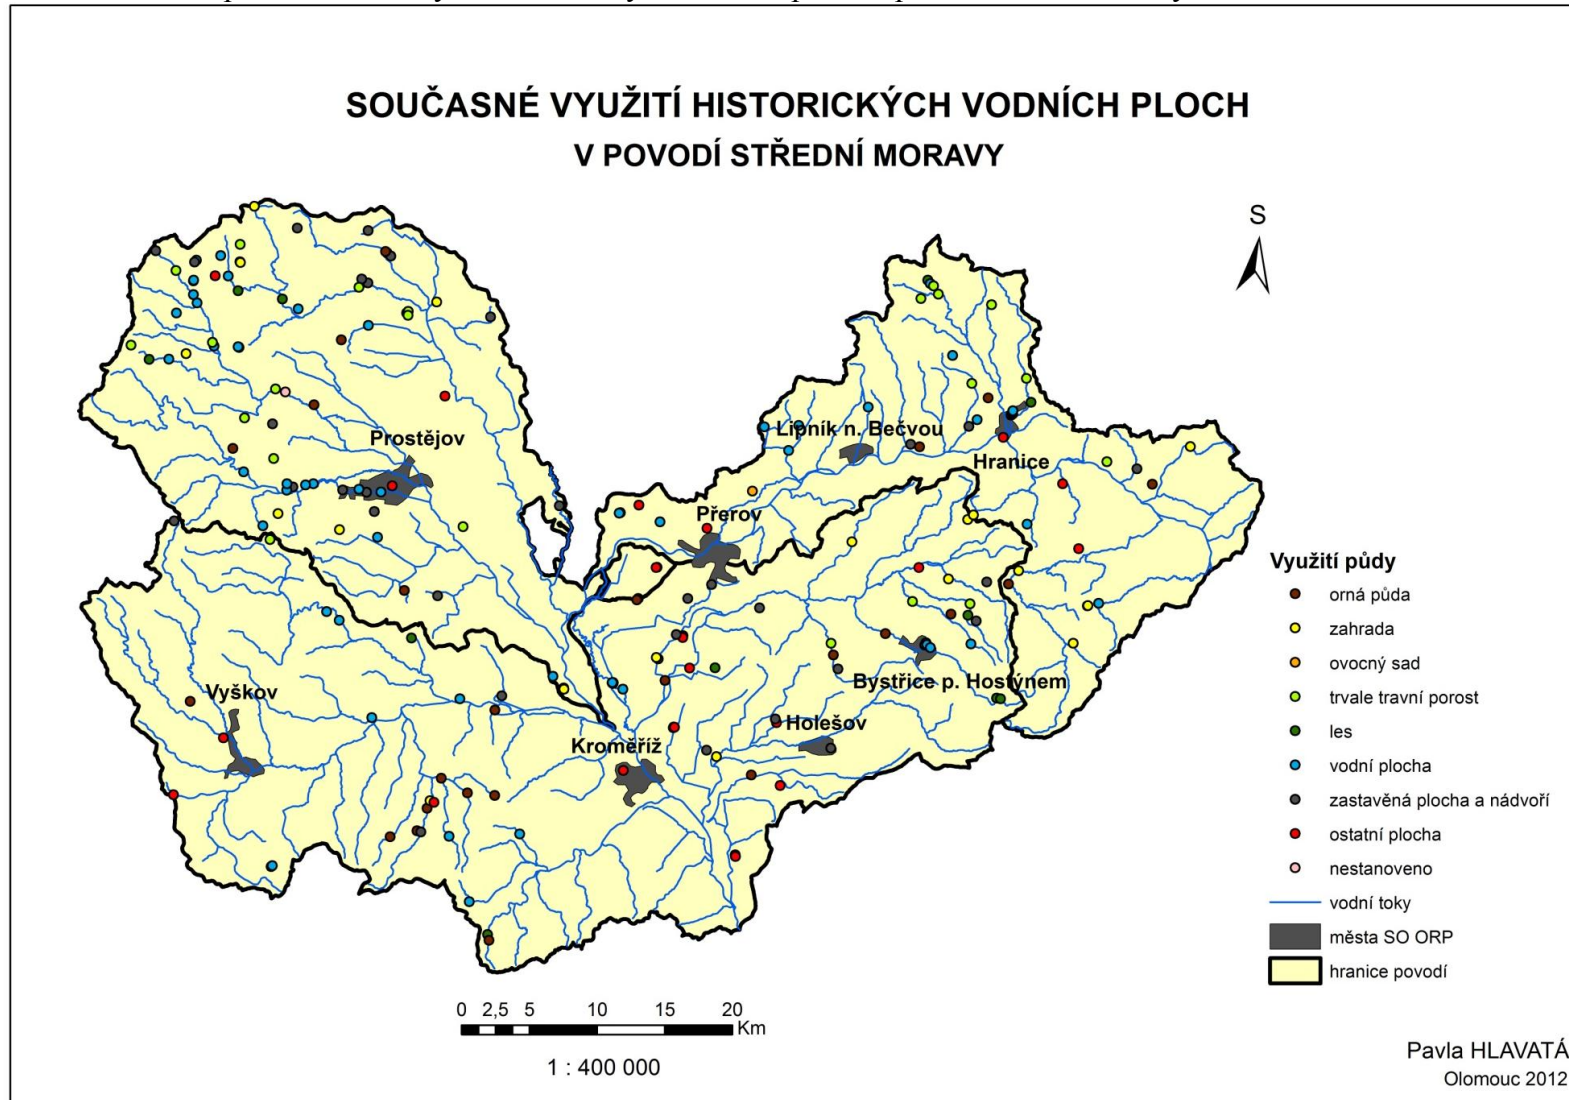 SOUČASNÉ VYUŽITÍ HISTORICKÝCH VODNÍCH PLOCH
V POVODÍ STŘEDNÍ MORAVY
S
Prostějov
Lipník n. Bečvou
Hranice
Přerov
Bystřice p. Hostýnem
Vyškov
Holešov
Kroměříž
Využití půdy
orná půda
zahrada
ovocný sad
trvale travní porost
les
vodní plocha
zastavěná plocha a nádvoří
ostatní plocha
nestanoveno
vodní toky
města SO ORP
hranice povodí
0 2,5 5 10 15 20
Km
1 : 400 000
Pavla HLAVATÁ
Olomouc 2012